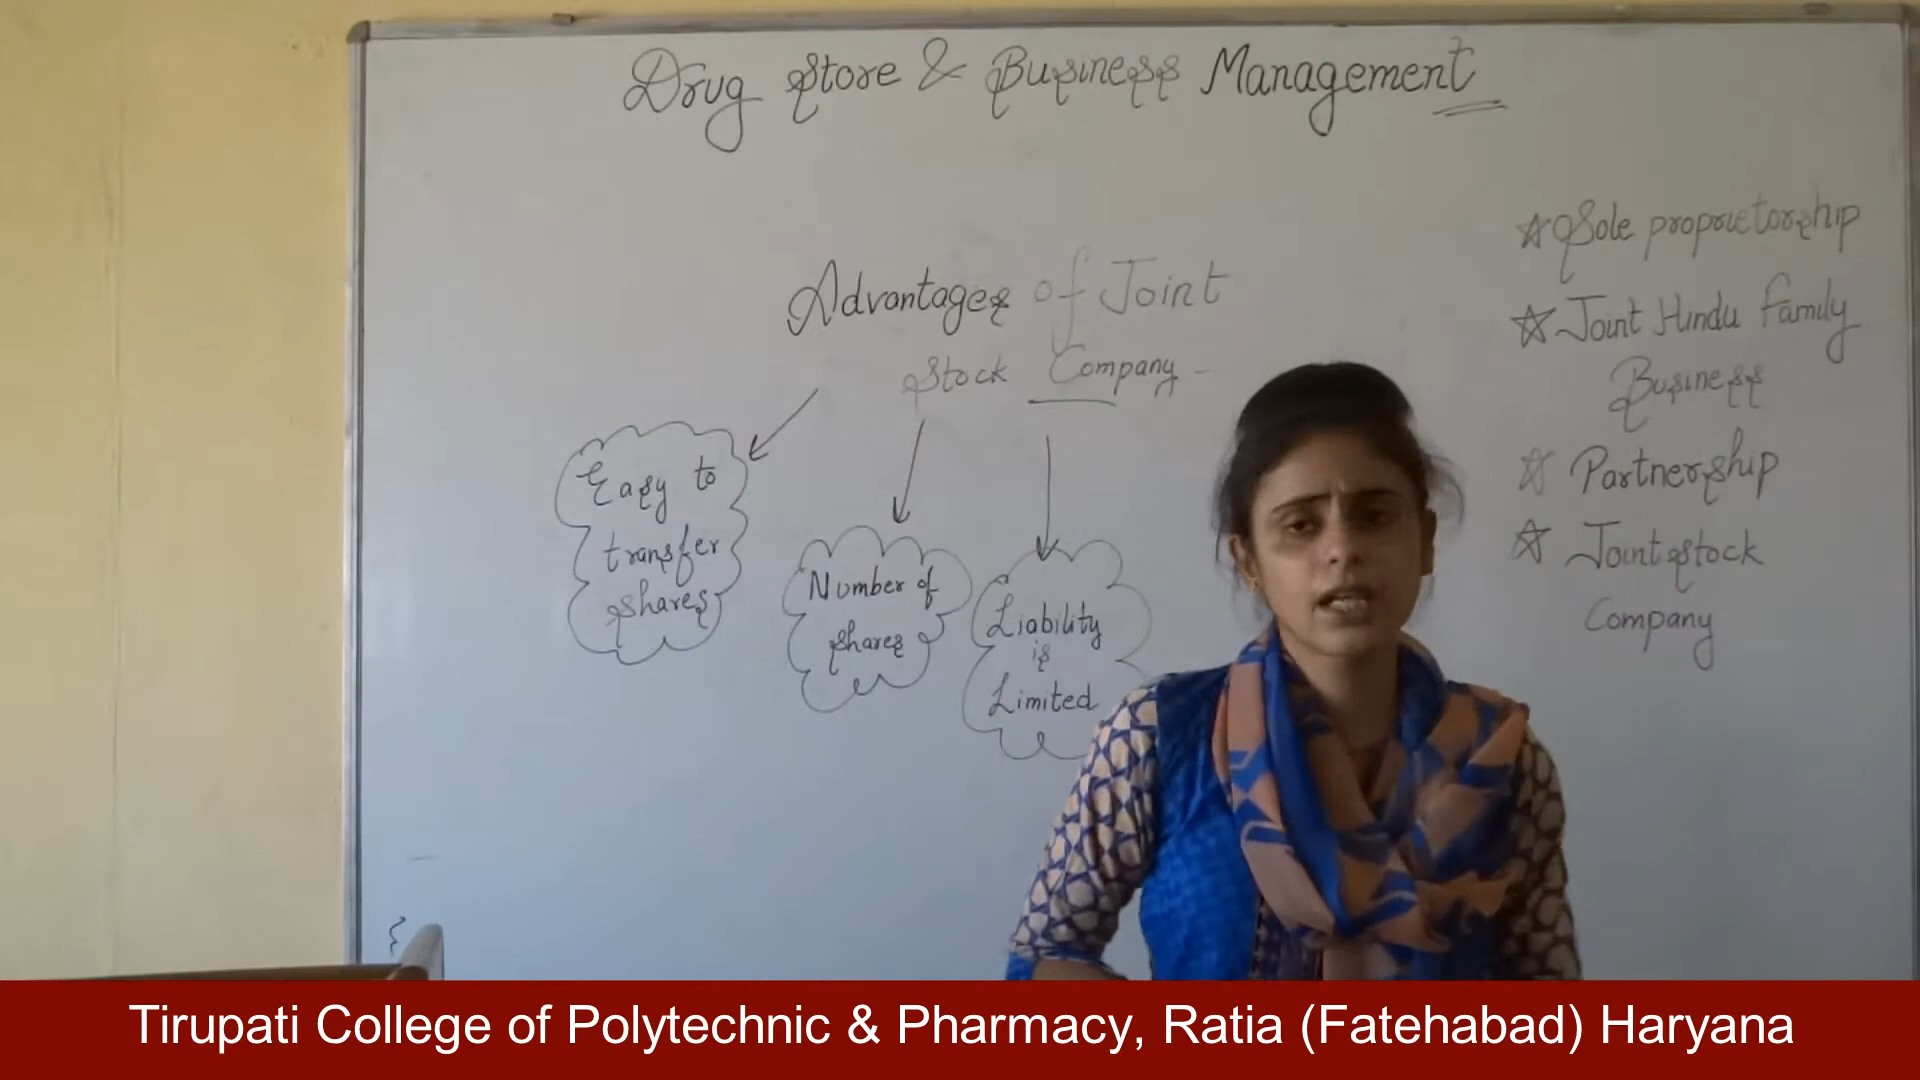 Drug Store & Business Management
Advantages of Joint
Stock Company -
Easy to
transfer
shares
Number of
shares
Liability
is
Limited
☆ Sole proprietorship
☆ Joint Hindu family
Business
☆ Partnership
☆ Joint Stock
Company
Tirupati College of Polytechnic & Pharmacy, Ratia (Fatehabad) Haryana